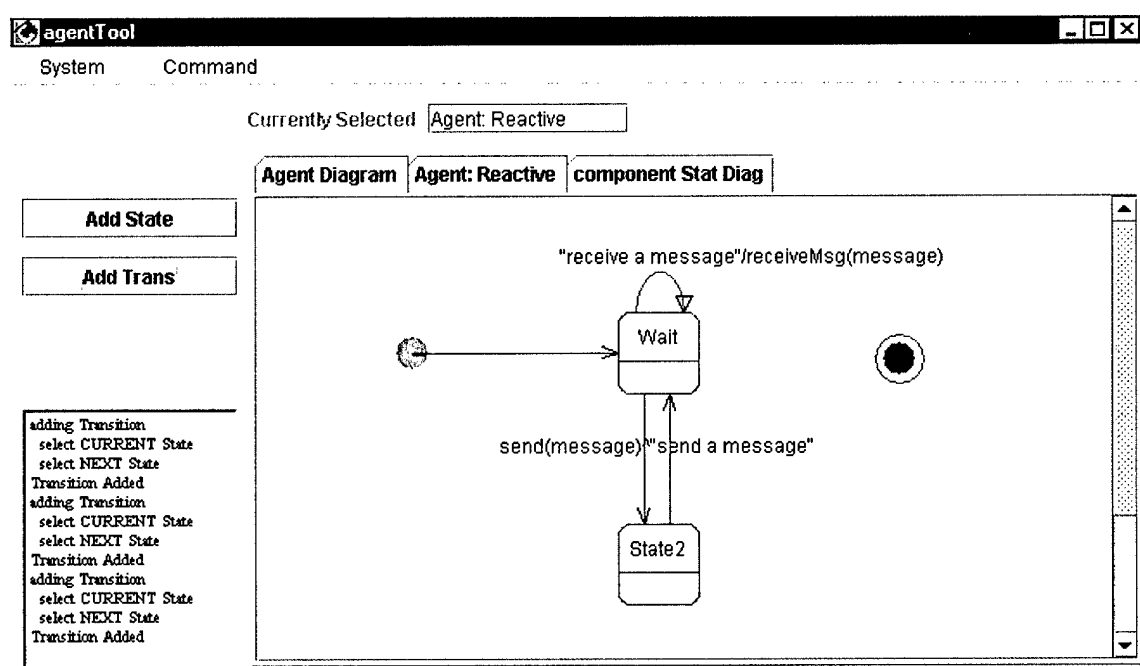 agentTool
System Command
Currently Selected Agent: Reactive
Agent Diagram Agent: Reactive component Stat Diag
Add State
Add Trans
"receive a message"/receiveMsg(message)
Wait
send(message)^"send a message"
State2
adding Transition
select CURRENT State
select NEXT State
Transition Added
adding Transition
select CURRENT State
select NEXT State
Transition Added
adding Transition
select CURRENT State
select NEXT State
Transition Added